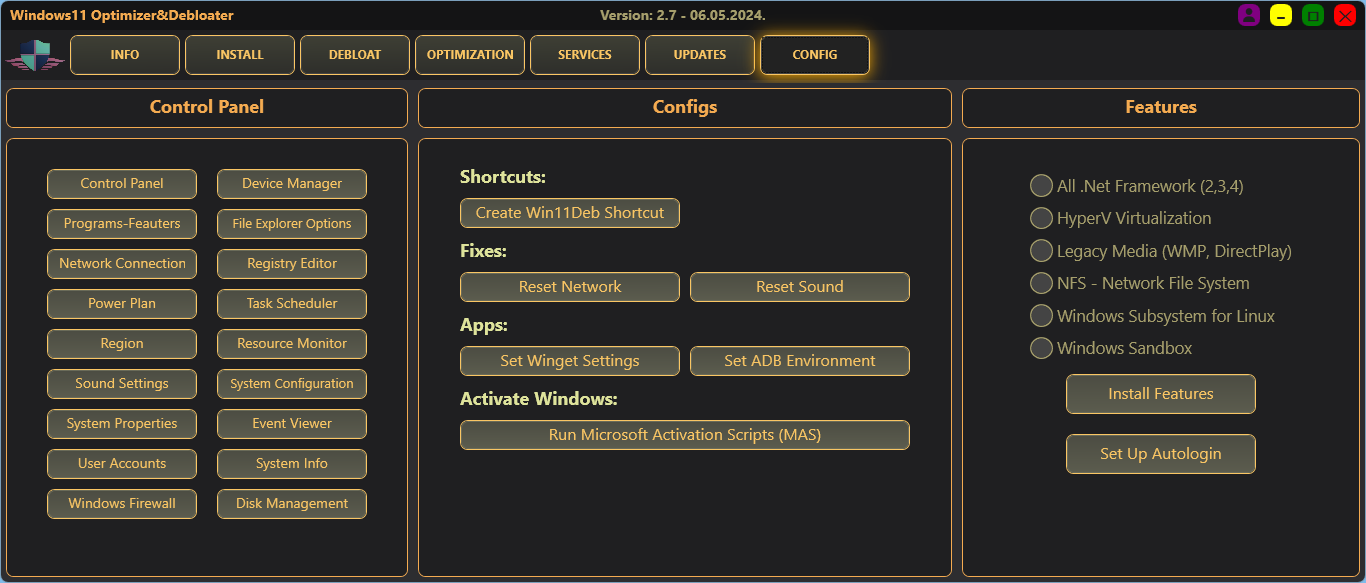 Windows11 Optimizer&Debloater
Version: 2.7 - 06.05.2024.
INFO
INSTALL
DEBLOAT
OPTIMIZATION
SERVICES
UPDATES
CONFIG
Control Panel
Control Panel
Device Manager
Programs-Feauters
File Explorer Options
Network Connection
Registry Editor
Power Plan
Task Scheduler
Region
Resource Monitor
Sound Settings
System Configuration
System Properties
Event Viewer
User Accounts
System Info
Windows Firewall
Disk Management
Configs
Shortcuts:
Create Win11Deb Shortcut
Fixes:
Reset Network
Reset Sound
Apps:
Set Winget Settings
Set ADB Environment
Activate Windows:
Run Microsoft Activation Scripts (MAS)
Features
All .Net Framework (2,3,4)
HyperV Virtualization
Legacy Media (WMP, DirectPlay)
NFS - Network File System
Windows Subsystem for Linux
Windows Sandbox
Install Features
Set Up Autologin